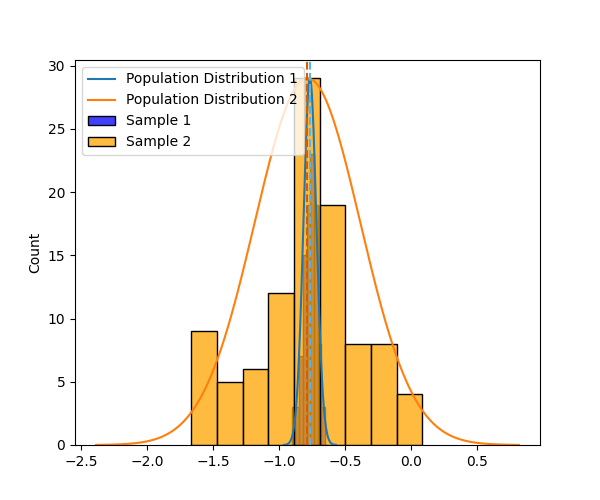 30
25
20
15
10
5
0
Count
Population Distribution 1
Population Distribution 2
Sample 1
Sample 2
−2.5 −2.0 −1.5 −1.0 −0.5 0.0 0.5